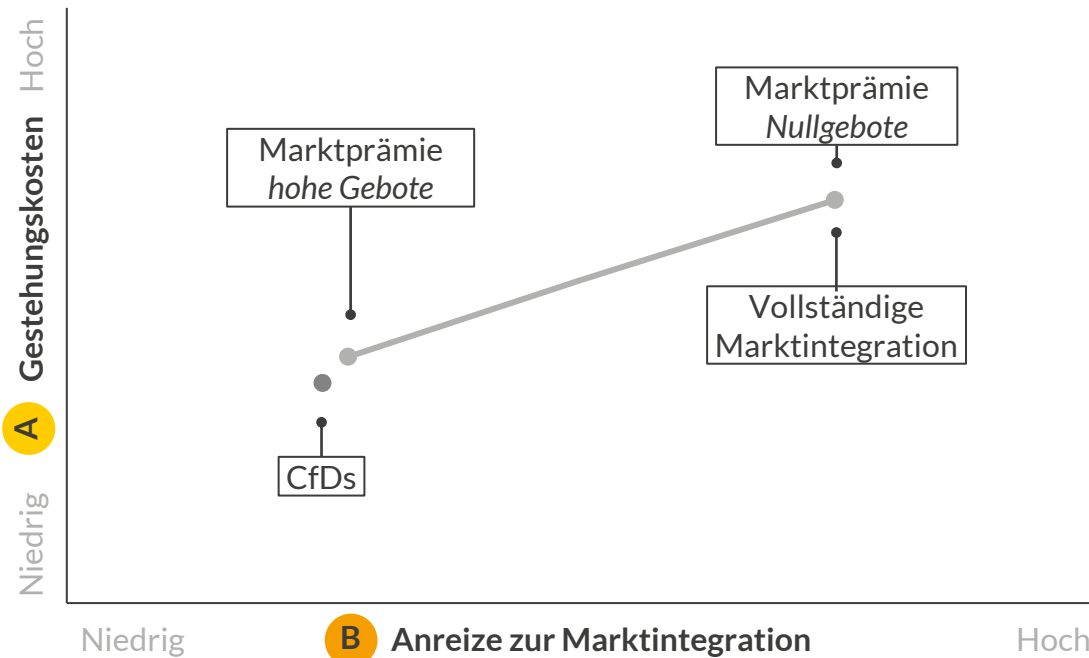 Hoch
Gestehungskosten
A
Niedrig
Marktprämie
hohe Gebote
Marktprämie
Nullgebote
Vollständige
Marktintegration
CfDs
Niedrig
B
Anreize zur Marktintegration
Hoch